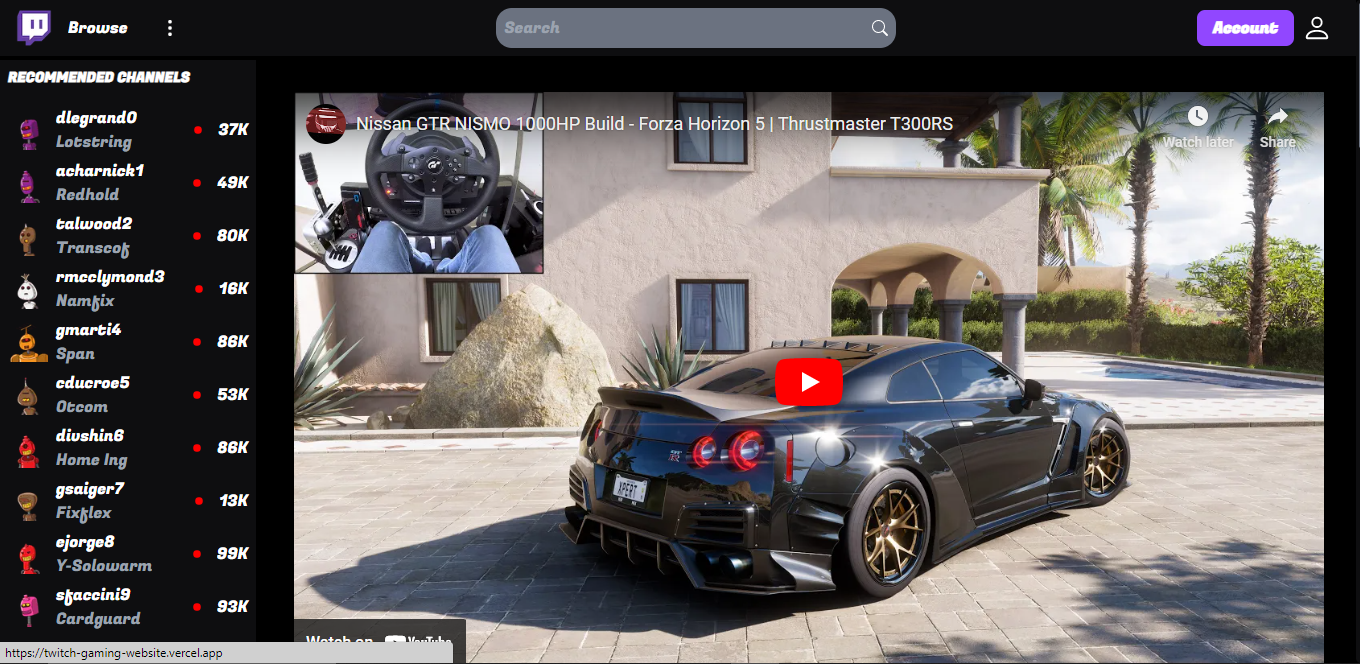 Browse
Search
Account
RECOMMENDED CHANNELS
dlegrand0
Lotstring
37K
acharnick1
Redhold
49K
talwood2
Transcof
80K
rmcclymond3
Namfix
16K
gmarti4
Span
86K
cducroe5
Otcom
53K
divshin6
Home Ing
86K
gsaiger7
Fixflex
13K
ejorge8
Y-Solowarm
99K
sfaccini9
Cardguard
93K
Nissan GTR NISMO 1000HP Build - Forza Horizon 5 | Thrustmaster T300RS
Watch later
Share
XPERT
Watch on YouTube
https://twitch-gaming-website.vercel.app